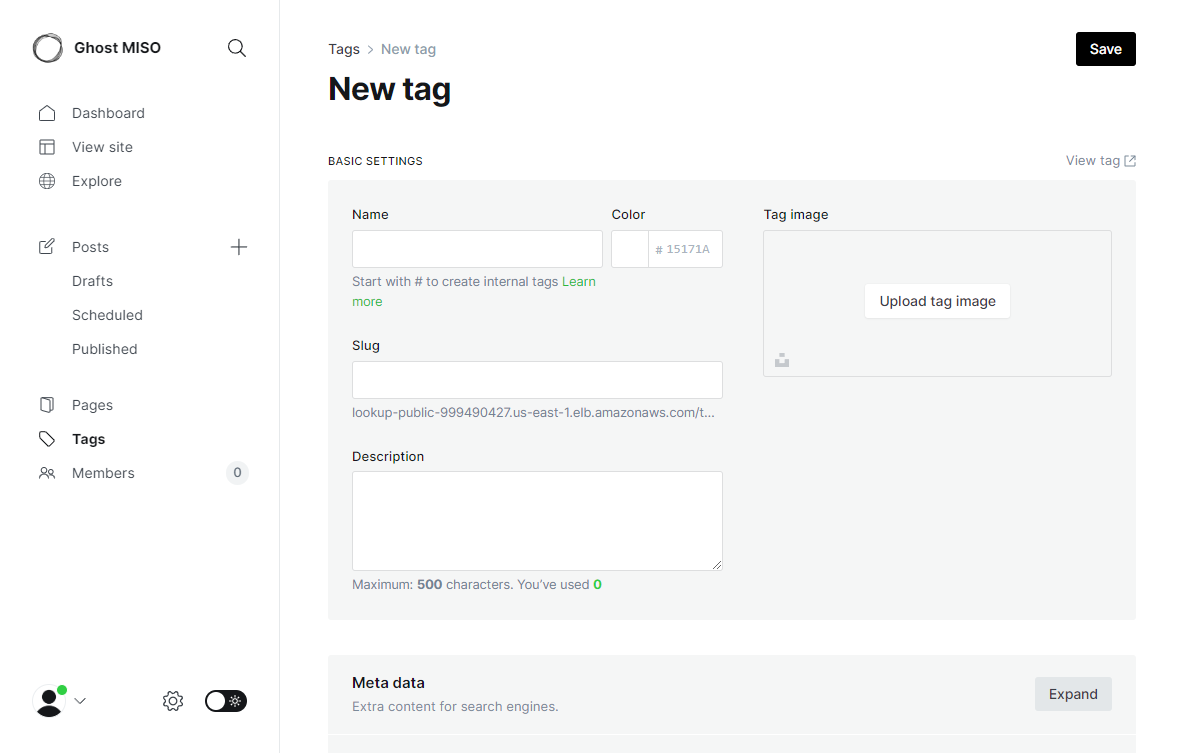 Ghost MISO
Dashboard
View site
Explore
Posts
Drafts
Scheduled
Published
Pages
Tags
Members
0
Tags > New tag
Save
New tag
BASIC SETTINGS
View tag
Name
Color
# 15171A
Start with # to create internal tags Learn
more
Slug
lookup-public-999490427.us-east-1.elb.amazonaws.com/t...
Description
Maximum: 500 characters. You’ve used 0
Tag image
Upload tag image
Meta data
Extra content for search engines.
Expand